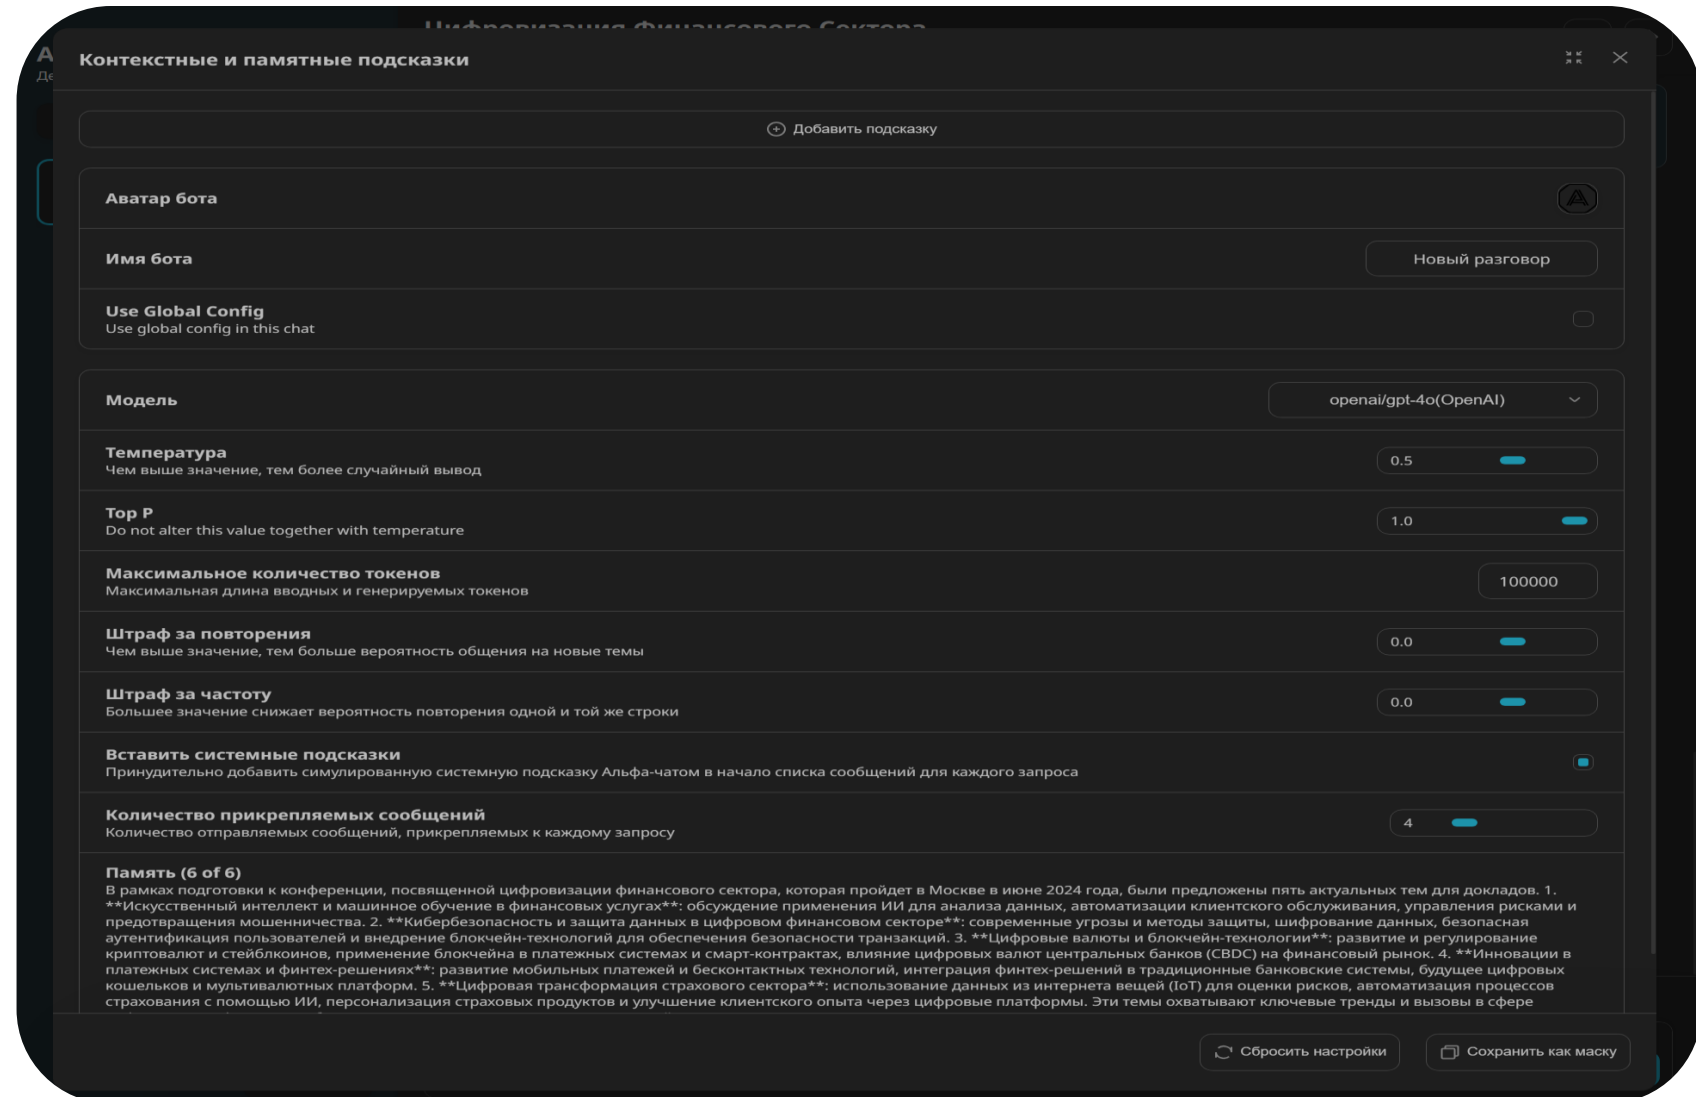 Цифровизация Финансового Сектора
Контекстные и памятные подсказки
Добавить подсказку
Аватар бота
Имя бота
Новый разговор
Use Global Config
Use global config in this chat
Модель
openai/gpt-4o(OpenAI)
Температура
Чем выше значение, тем более случайный вывод
0.5
Top P
Do not alter this value together with temperature
1.0
Максимальное количество токенов
Максимальная длина вводных и генерируемых токенов
100000
Штраф за повторения
Чем выше значение, тем больше вероятность общения на новые темы
0.0
Штраф за частоту
Большее значение снижает вероятность повторения одной и той же строки
0.0
Вставить системные подсказки
Принудительно добавить симулированную системную подсказку Альфа-чатом в начало списка сообщений для каждого запроса
Количество прикрепляемых сообщений
Количество отправляемых сообщений, прикрепляемых к каждому запросу
4
Память (6 of 6)
В рамках подготовки к конференции, посвященной цифровизации финансового сектора, которая пройдет в Москве в июне 2024 года, были предложены пять актуальных тем для докладов. 1.
**Искусственный интеллект и машинное обучение в финансовых услугах**: обсуждение применения ИИ для анализа данных, автоматизации клиентского обслуживания, управления рисками и
предотвращения мошенничества. 2. **Кибербезопасность и защита данных в цифровом финансовом секторе**: современные угрозы и методы защиты, шифрование данных, безопасная
аутентификация пользователей и внедрение блокчейн-технологий для обеспечения безопасности транзакций. 3. **Цифровые валюты и блокчейн-технологии**: развитие и регулирование
криптовалют и стейблкоинов, применение блокчейна в платежных системах и смарт-контрактах, влияние цифровых валют центральных банков (CBDC) на финансовый рынок. 4. **Инновации в
платежных системах и финтех-решениях**: развитие мобильных платежей и бесконтактных технологий, интеграция финтех-решений в традиционные банковские системы, будущее цифровых
кошельков и мультивалютных платформ. 5. **Цифровая трансформация страхового сектора**: использование данных из интернета вещей (IoT) для оценки рисков, автоматизация процессов
страхования с помощью ИИ, персонализация страховых продуктов и улучшение клиентского опыта через цифровые платформы. Эти темы охватывают ключевые тренды и вызовы в сфере
Сбросить настройки
Сохранить как маску